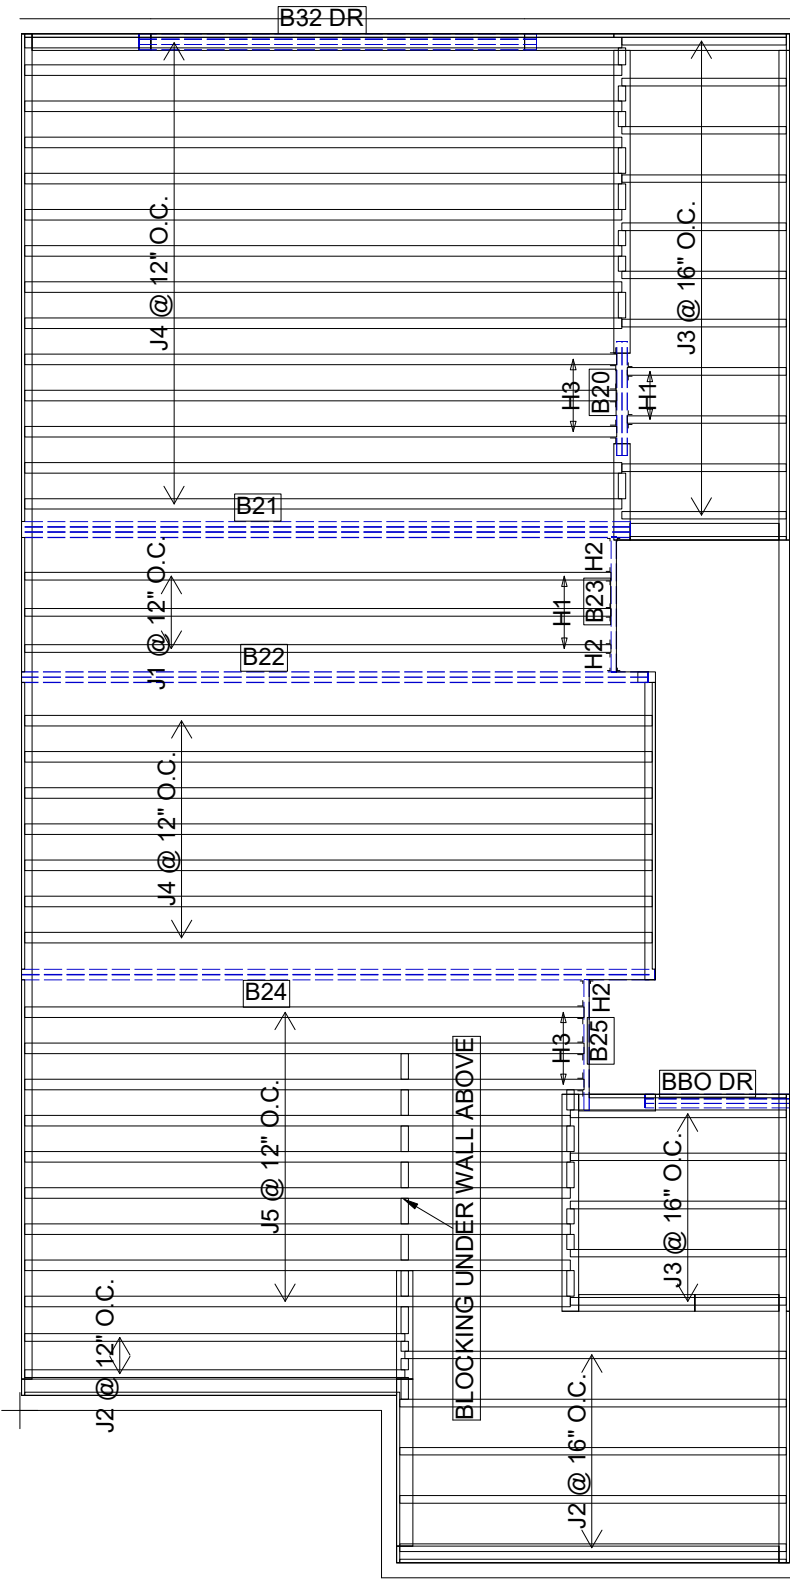 B32 DR
J4 @ 12" O.C.
J3 @ 16" O.C.
H3
B20
H1
B21
J1 @ 12" O.C.
H2
H1
B23
H2
B22
J4 @ 12" O.C.
B24
H2
H3
B25
BBO DR
J5 @ 12" O.C.
BLOCKING UNDER WALL ABOVE
J3 @ 16" O.C.
J2 @ 12" O.C.
J2 @ 16" O.C.